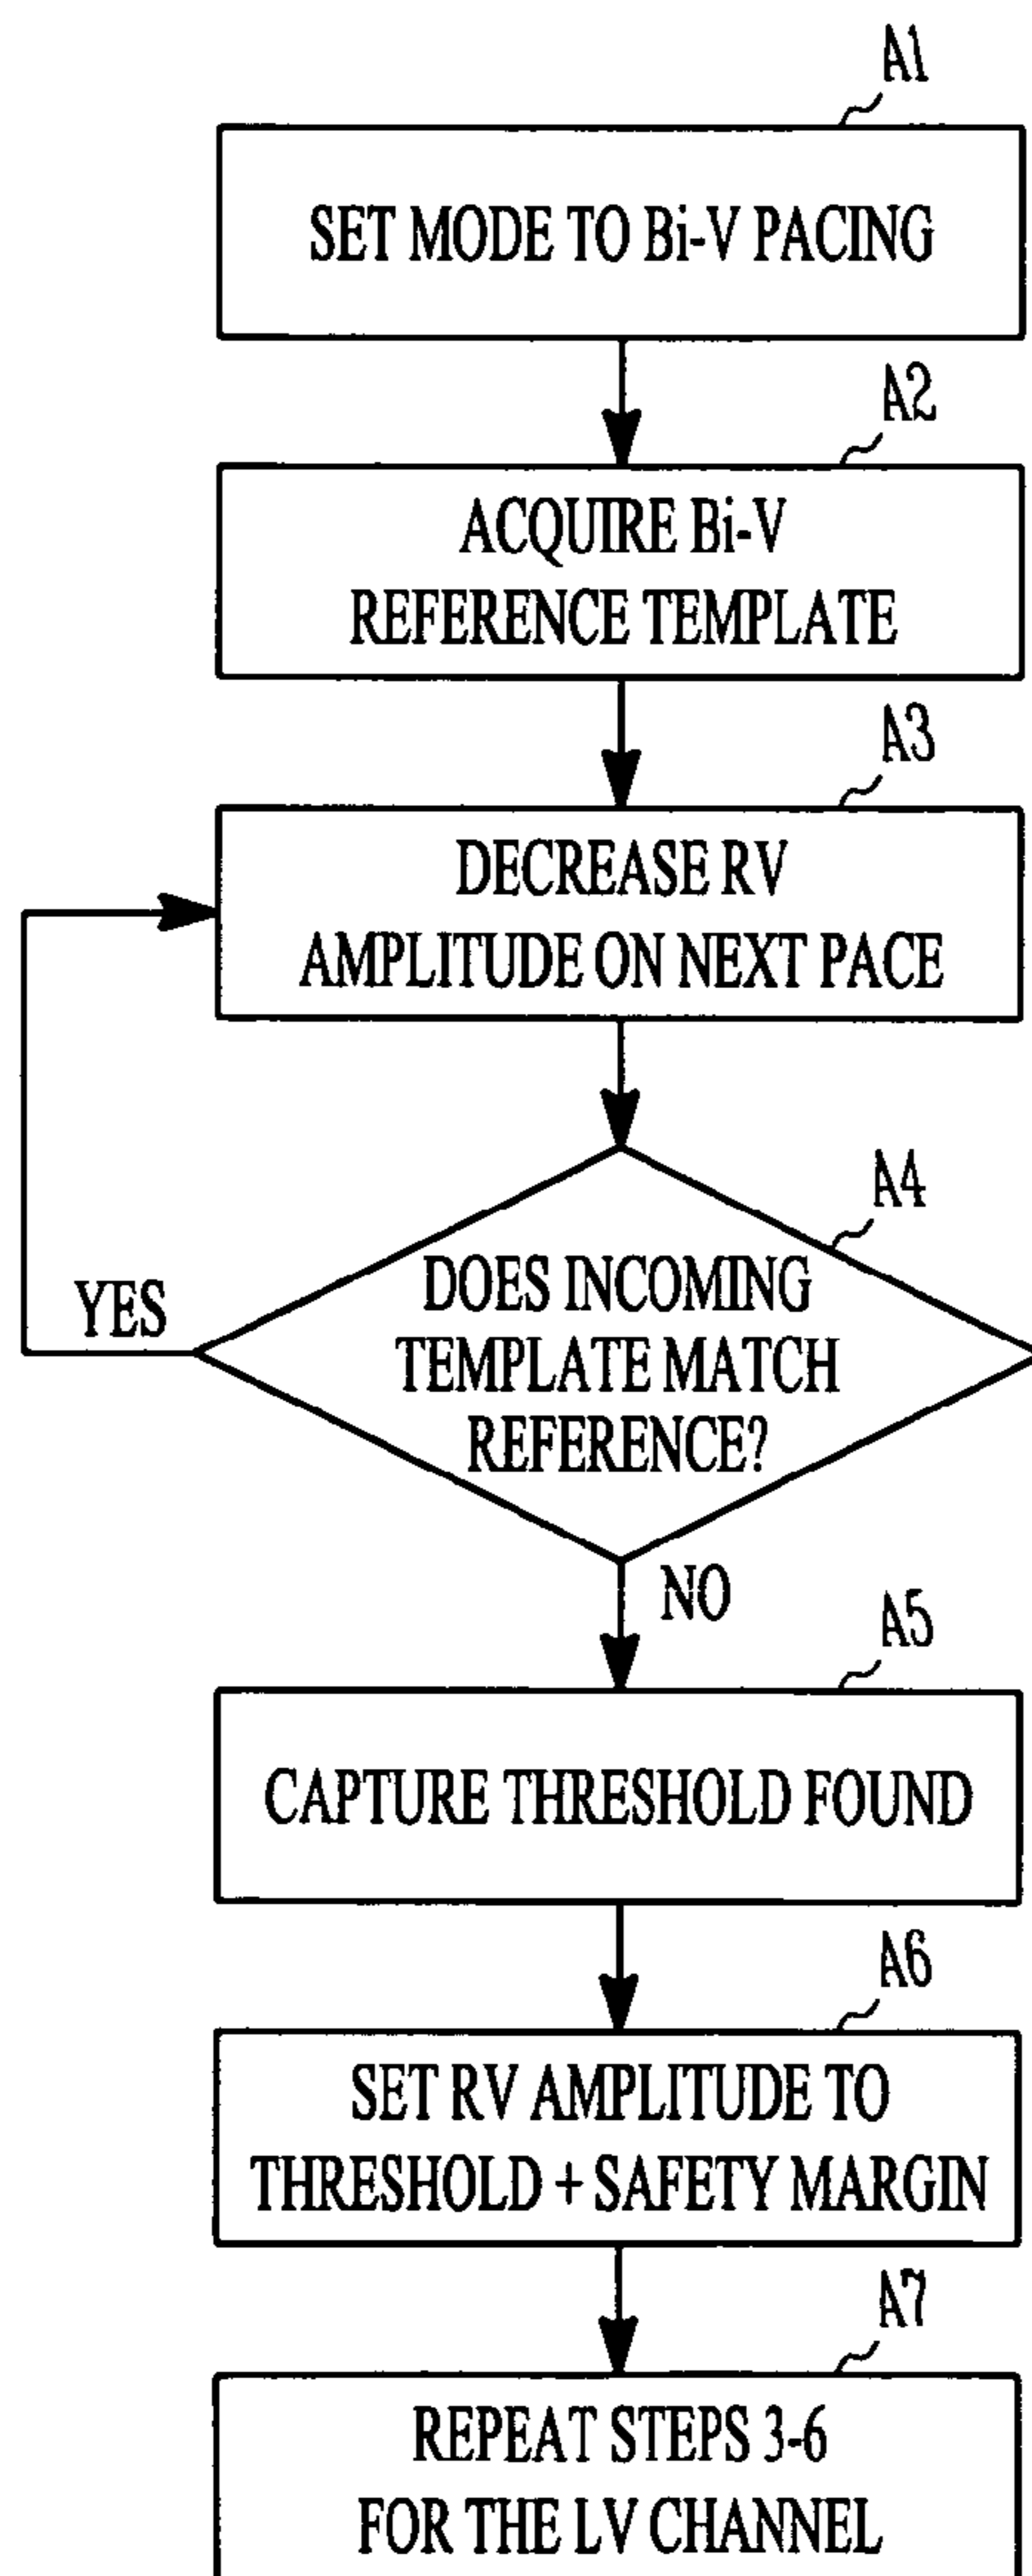 A1
SET MODE TO Bi-V PACING
A2
ACQUIRE Bi-V
REFERENCE TEMPLATE
A3
DECREASE RV
AMPLITUDE ON NEXT PACE
A4
DOES INCOMING
TEMPLATE MATCH
REFERENCE?
YES
NO
A5
CAPTURE THRESHOLD FOUND
A6
SET RV AMPLITUDE TO
THRESHOLD + SAFETY MARGIN
A7
REPEAT STEPS 3-6
FOR THE LV CHANNEL